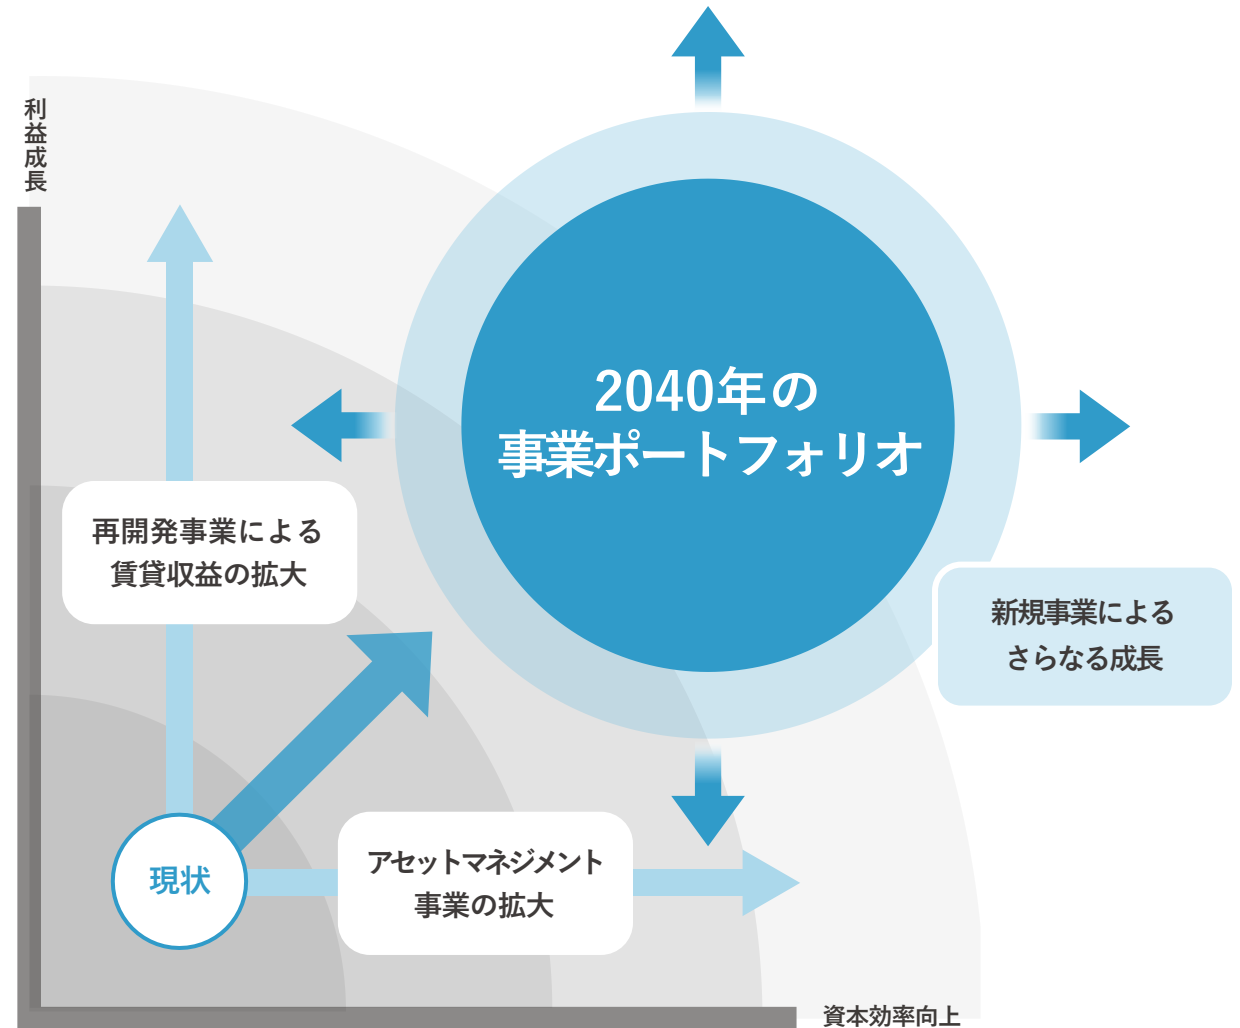 利益成長
2040年の
事業ポートフォリオ
再開発事業による
賃貸収益の拡大
新規事業による
さらなる成長
現状
アセットマネジメント
事業の拡大
資本効率向上